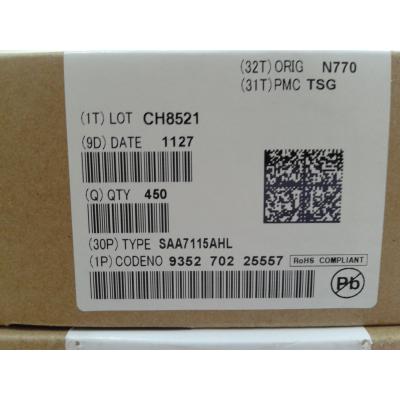 (32T) ORIG N770
(31T) PMC TSG
(1T) LOT CH8521
(9D) DATE 1127
(Q) QTY 450
(30P) TYPE SAA7115AHL
(1P) CODENO 9352 702 25557
RoHS COMPLIANT
Pb